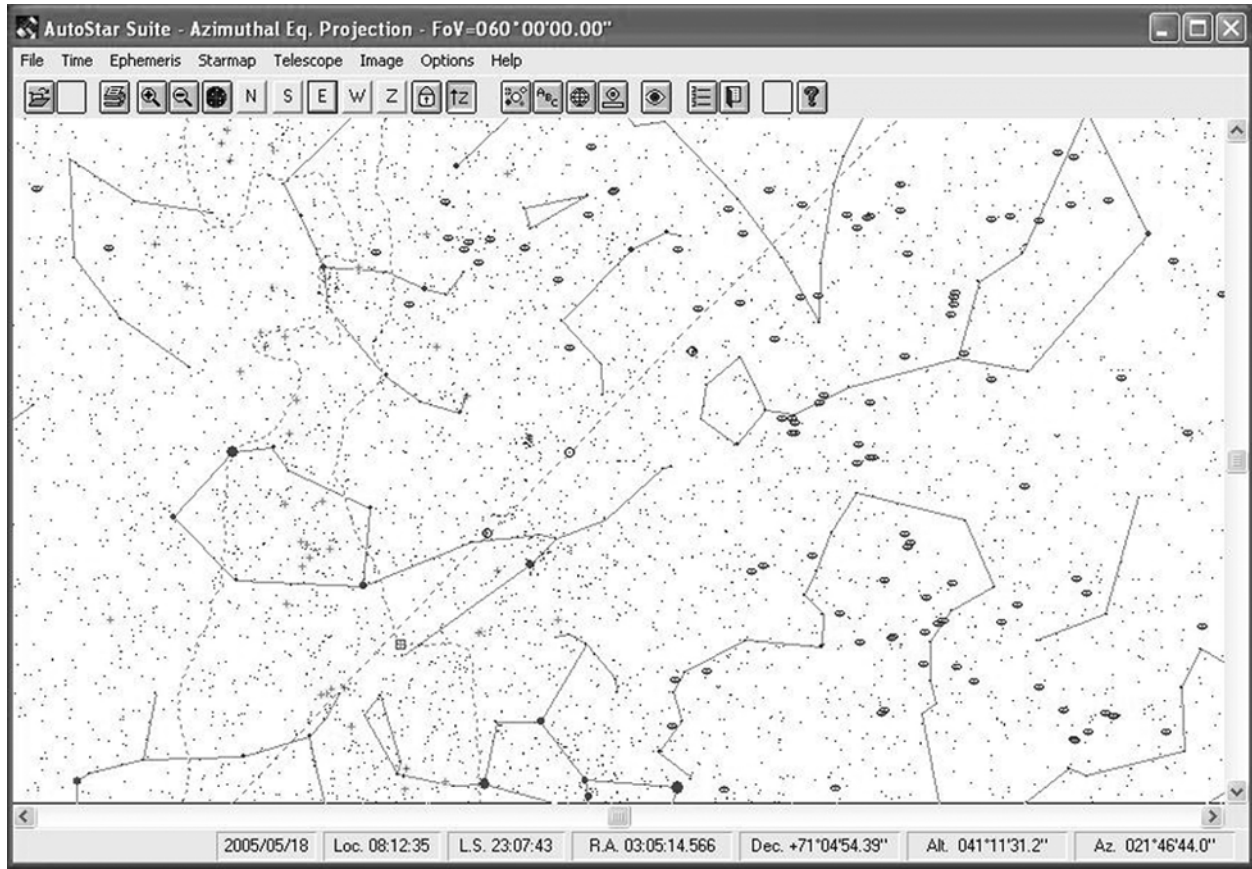 AutoStar Suite - Azimuthal Eq. Projection - FoV=060°00'00.00"
File Time Ephemeris Starmap Telescope Image Options Help
N S E W Z ↑Z ABC ?
2005/05/18 Loc. 08:12:35 L.S. 23:07:43 R.A. 03:05:14.566 Dec. +71°04'54.39" Alt. 041°11'31.2" Az. 021°46'44.0"